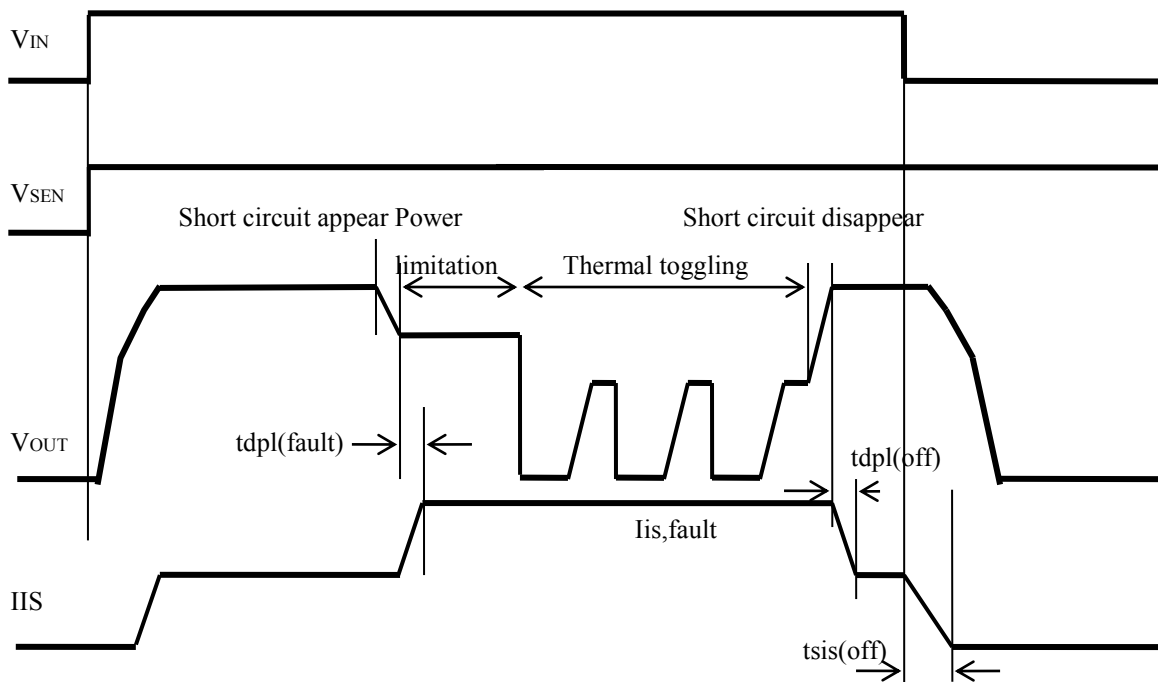 VIN
VSEN
Short circuit appear Power
limitation
Thermal toggling
Short circuit disappear
VOUT
tdpl(fault)
tdpl(off)
Iis,fault
IIS
tsis(off)